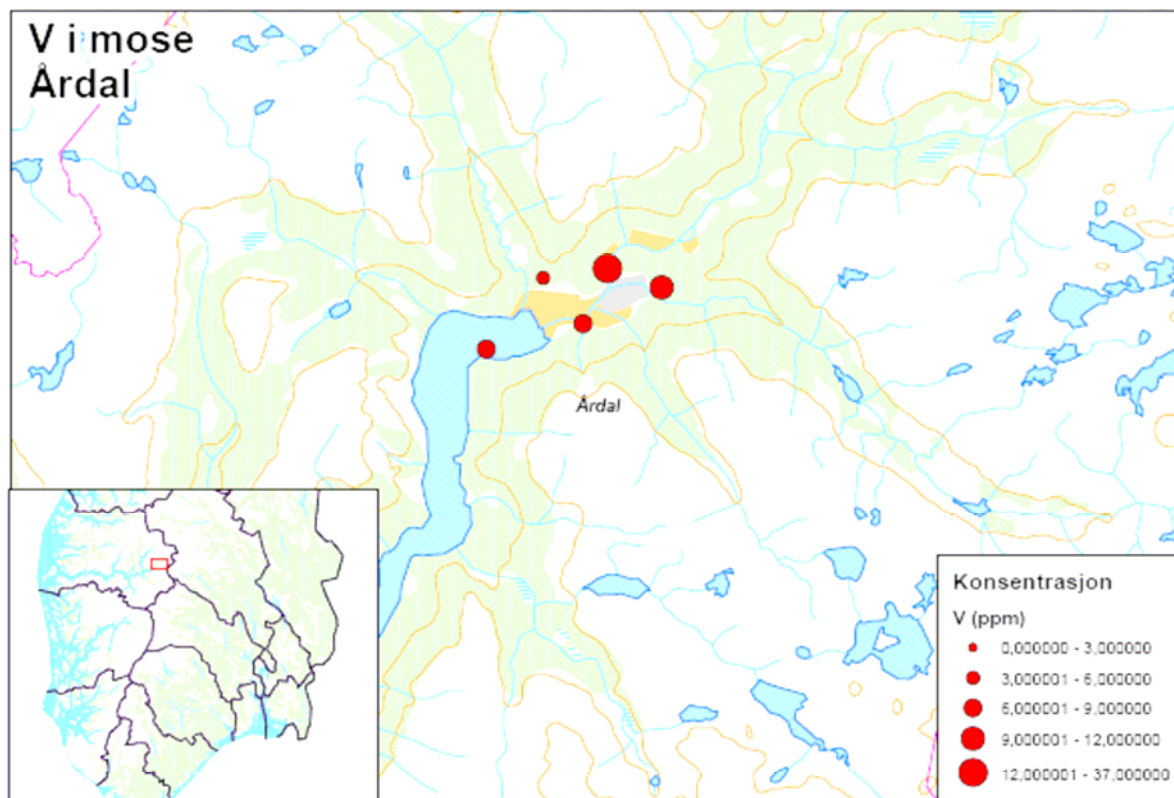 V i mose
Årdal
Årdal
Konsentrasjon
V (ppm)
0,000000 - 3,000000
3,000001 - 6,000000
6,000001 - 9,000000
9,000001 - 12,000000
12,000001 - 37,000000